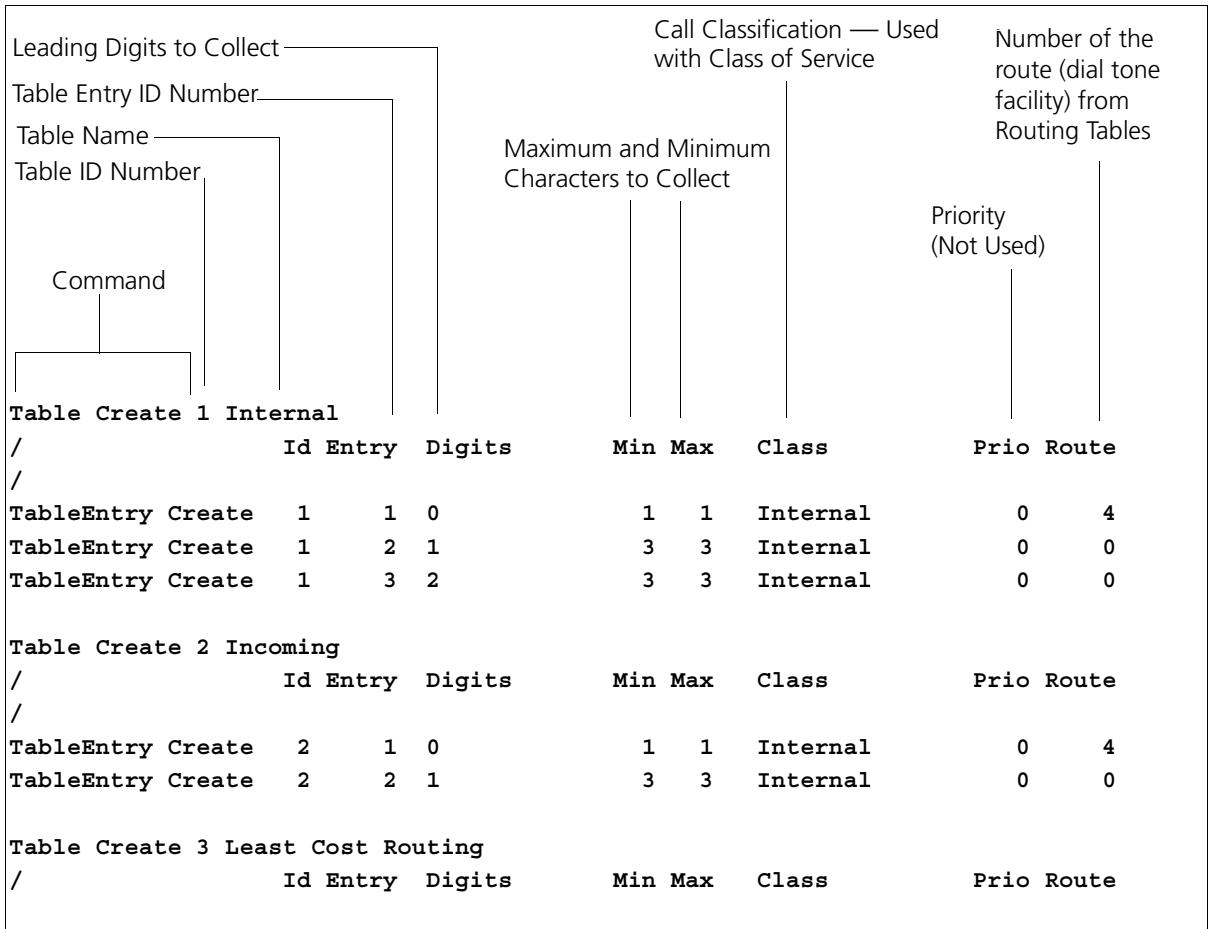 Leading Digits to Collect
Table Entry ID Number
Table Name
Table ID Number
Command
Maximum and Minimum
Characters to Collect
Call Classification — Used
with Class of Service
Priority
(Not Used)
Number of the
route (dial tone
facility) from
Routing Tables
Table Create 1 Internal
/ Id Entry Digits Min Max Class Prio Route
/
TableEntry Create 1 1 0 1 1 Internal 0 4
TableEntry Create 1 2 1 3 3 Internal 0 0
TableEntry Create 1 3 2 3 3 Internal 0 0
Table Create 2 Incoming
/ Id Entry Digits Min Max Class Prio Route
/
TableEntry Create 2 1 0 1 1 Internal 0 4
TableEntry Create 2 2 1 3 3 Internal 0 0
Table Create 3 Least Cost Routing
/ Id Entry Digits Min Max Class Prio Route